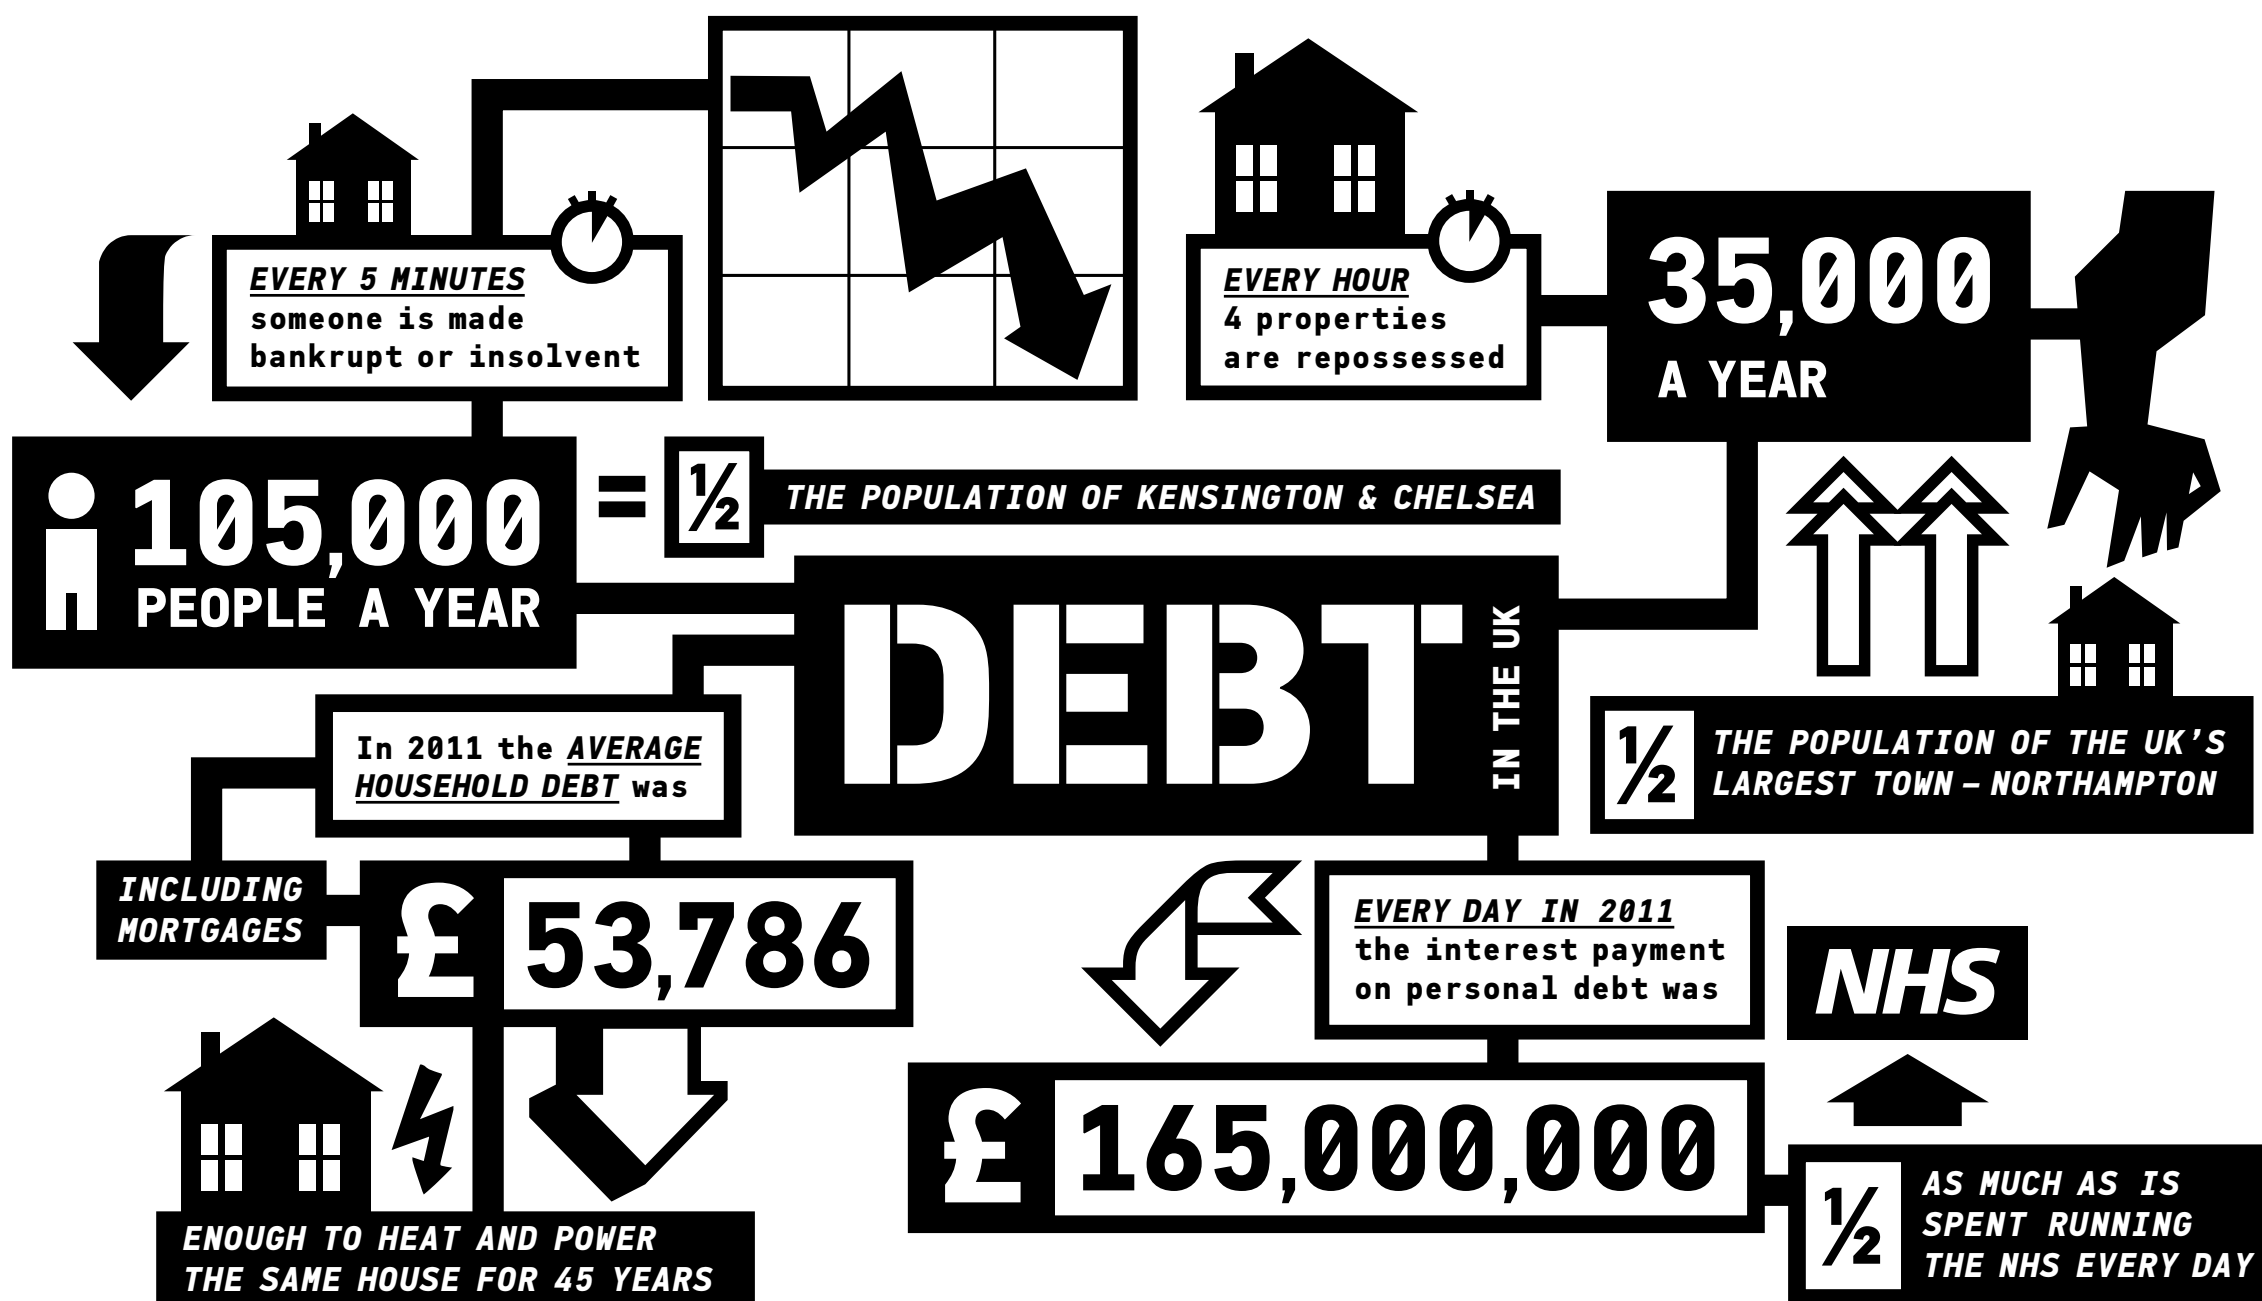 EVERY 5 MINUTES
someone is made
bankrupt or insolvent
EVERY HOUR
4 properties
are repossessed
35,000
A YEAR
105,000
PEOPLE A YEAR
=
½
THE POPULATION OF KENSINGTON & CHELSEA
DEBT
IN THE UK
½
THE POPULATION OF THE UK’S
LARGEST TOWN – NORTHAMPTON
In 2011 the AVERAGE
HOUSEHOLD DEBT was
INCLUDING
MORTGAGES
£ 53,786
ENOUGH TO HEAT AND POWER
THE SAME HOUSE FOR 45 YEARS
EVERY DAY IN 2011
the interest payment
on personal debt was
£ 165,000,000
NHS
½
AS MUCH AS IS
SPENT RUNNING
THE NHS EVERY DAY